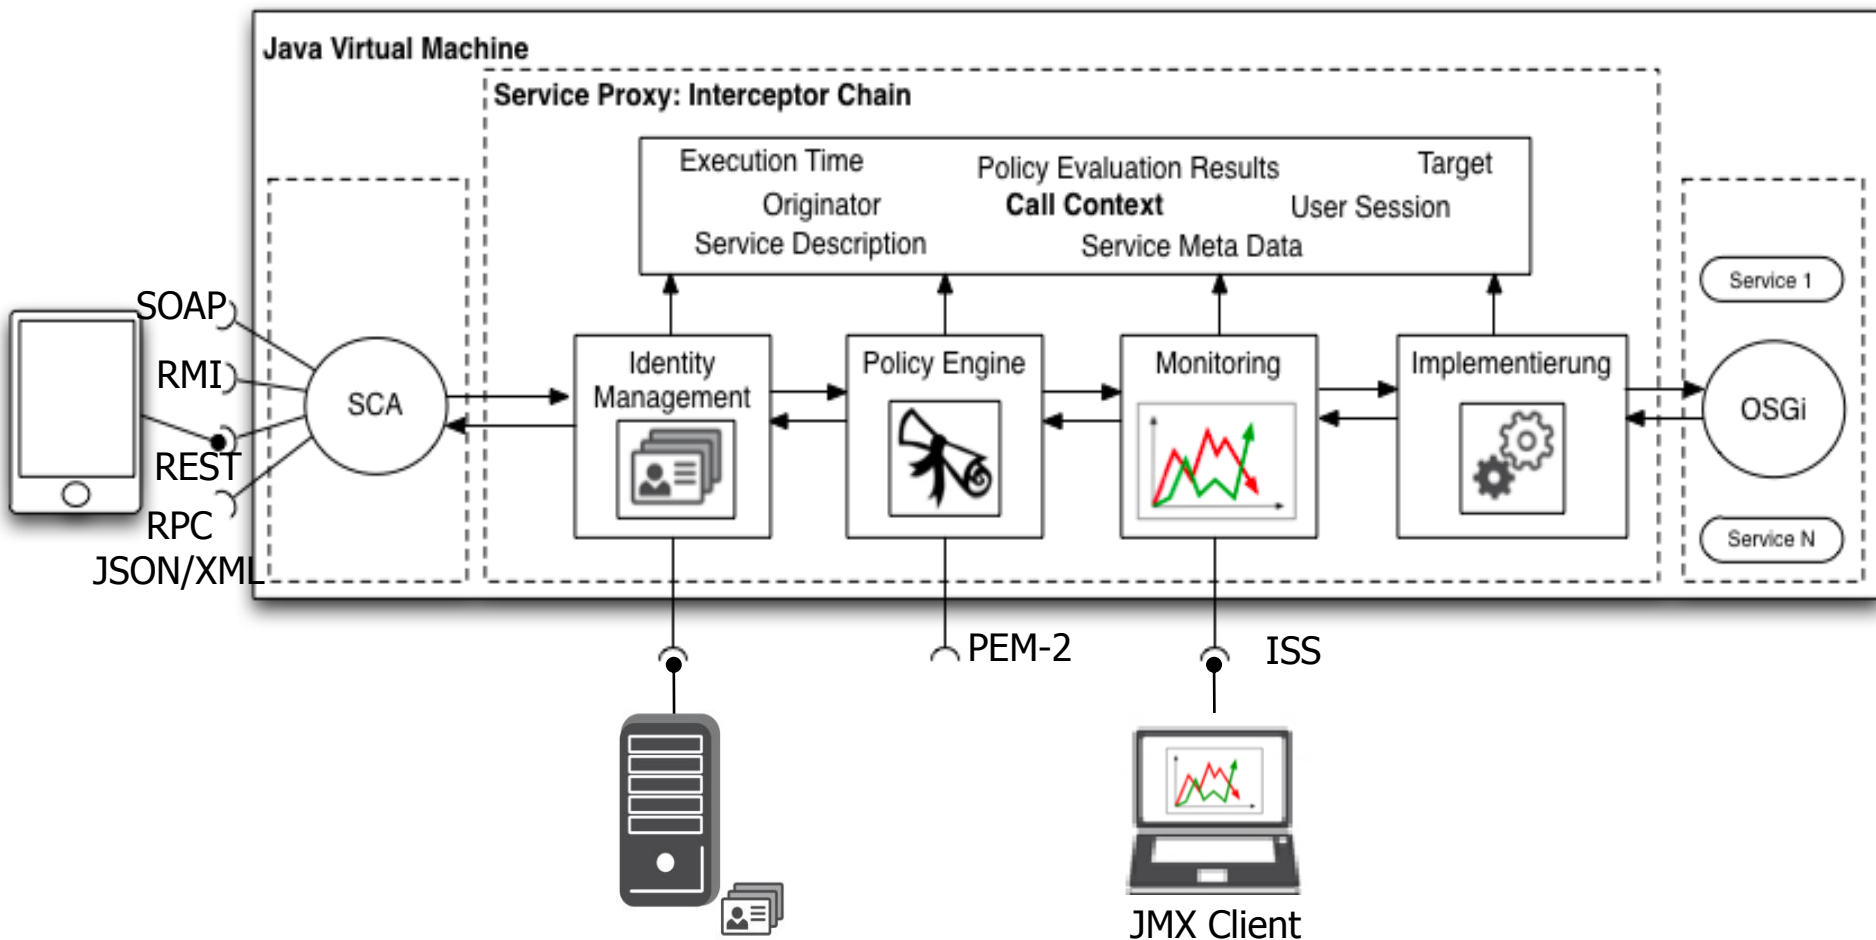 Java Virtual Machine
Service Proxy: Interceptor Chain
Execution Time
Policy Evaluation Results
Target
Originator
Call Context
User Session
Service Description
Service Meta Data
SOAP
RMI
REST
RPC
JSON/XML
SCA
Identity
Management
Policy Engine
Monitoring
Implementierung
Service 1
OSGi
Service N
PEM-2
ISS
JMX Client